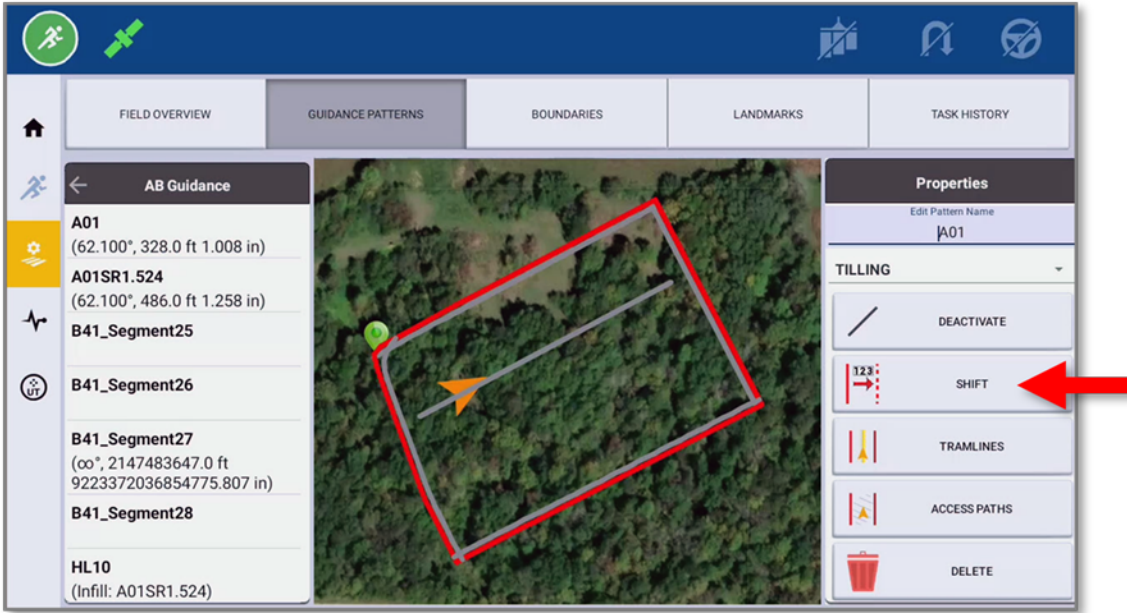 FIELD OVERVIEW
GUIDANCE PATTERNS
BOUNDARIES
LANDMARKS
TASK HISTORY
AB Guidance
A01
(62.100°, 328.0 ft 1.008 in)
A01SR1.524
(62.100°, 486.0 ft 1.258 in)
B41_Segment25
B41_Segment26
B41_Segment27
(∞°, 2147483647.0 ft
9223372036854775.807 in)
B41_Segment28
HL10
(Infill: A01SR1.524)
UT
Properties
Edit Pattern Name
A01
TILLING
DEACTIVATE
123
SHIFT
TRAMLINES
ACCESS PATHS
DELETE